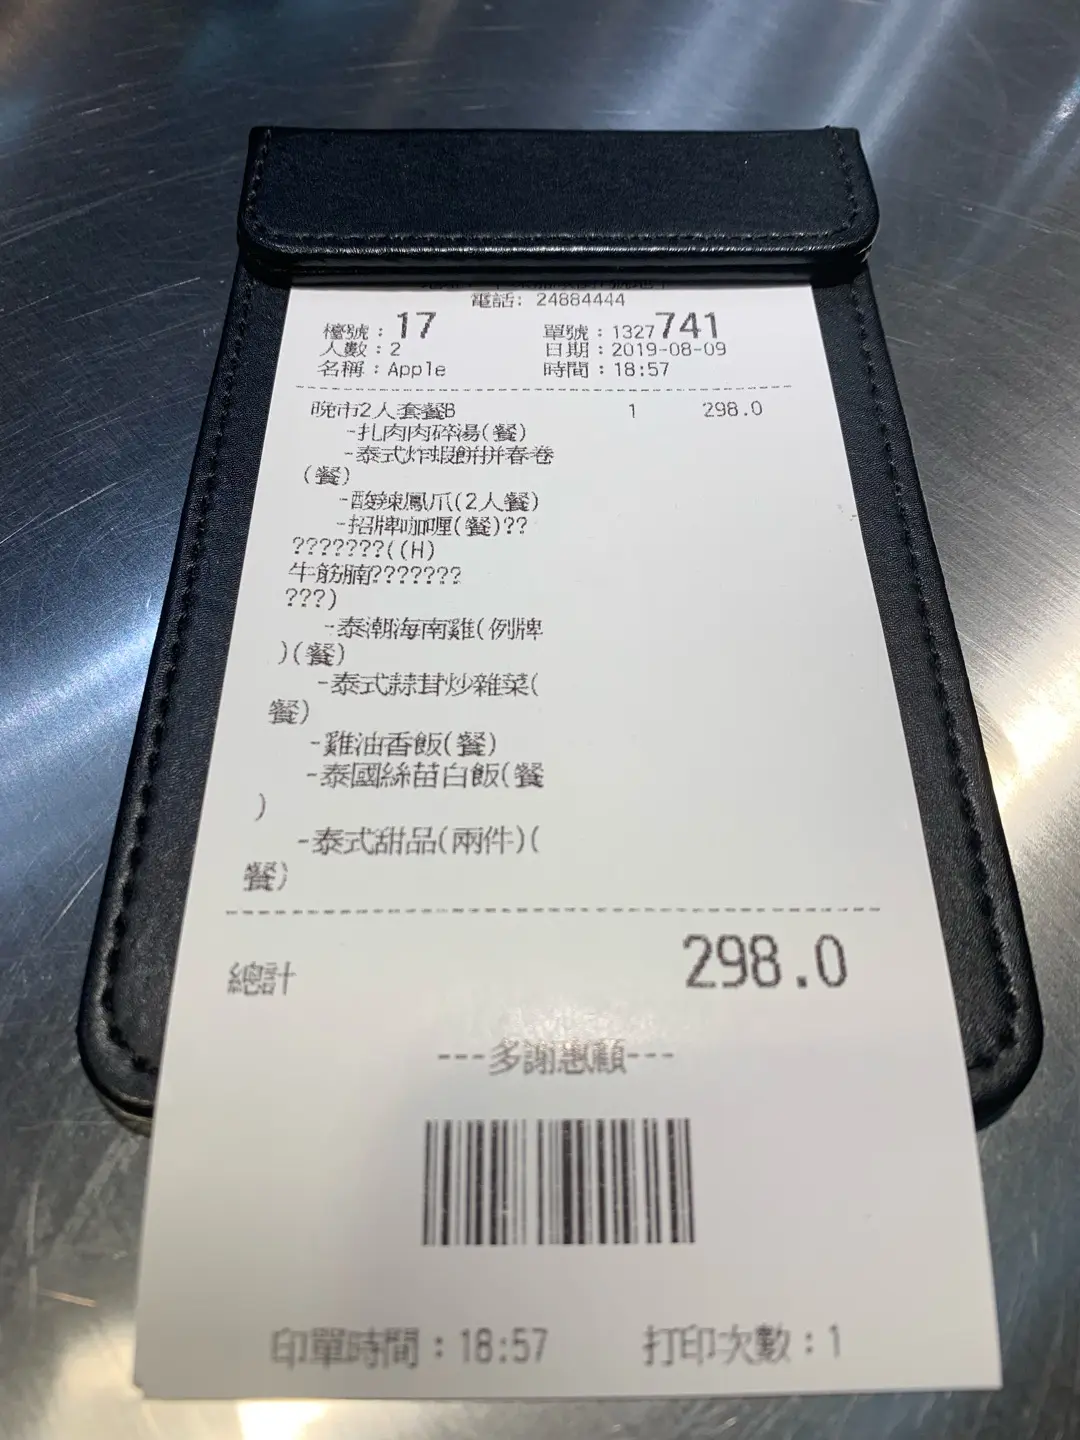 電話: 24884444
檯號：17 單號：1327741
人數：2 日期：2019-08-09
名稱：Apple 時間：18:57
晚市2人套餐B 1 298.0
-扎肉肉碎湯(餐)
-泰式炸蝦餅拼春卷
(餐)
-酸辣鳳爪(2人餐)
-招牌咖喱(餐)??
???????((H)
牛筋腩???????
???)
-泰潮海南雞(例牌
)(餐)
-泰式蒜茸炒雜菜(
餐)
-雞油香飯(餐)
-泰國絲苗白飯(餐
)
-泰式甜品(兩件)(
餐)
總計 298.0
---多謝惠顧---
印單時間：18:57 打印次數：1